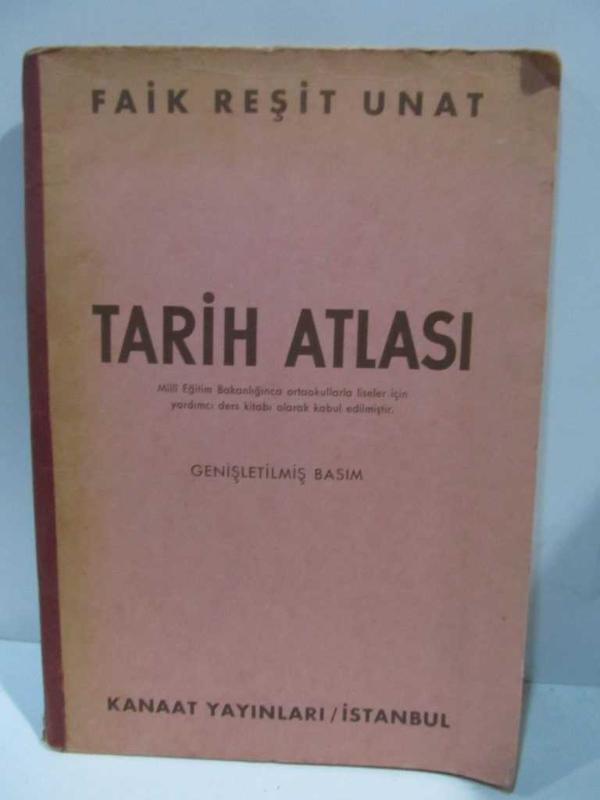 FAİK REŞİT UNAT
TARİH ATLASI
Millî Eğitim Bakanlığınca ortaokullarla liseler için
yardımcı ders kitabı olarak kabul edilmiştir.
GENİŞLETİLMİŞ BASIM
KANAAT YAYINLARI/İSTANBUL